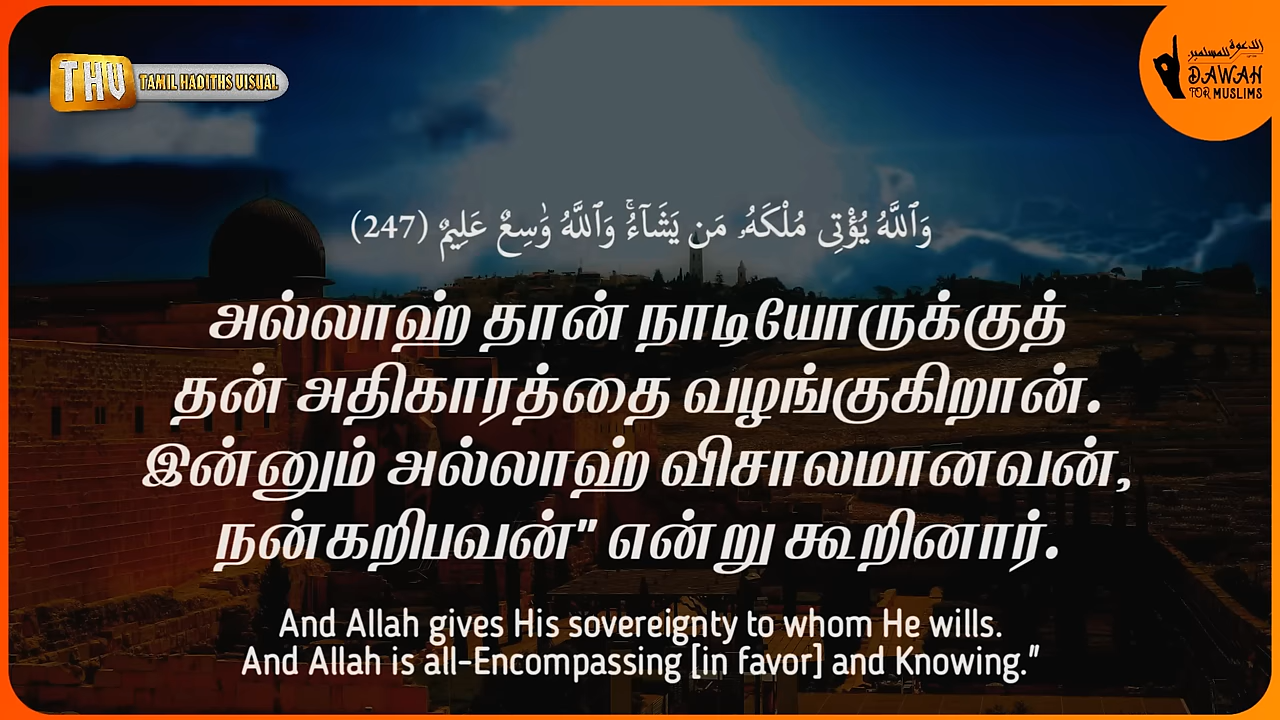 THV
TAMIL HADITHS VISUAL
الدعوة للمسلمين
DAWAH
FOR MUSLIMS
وَٱللَّهُ يُؤْتِى مُلْكَهُۥ مَن يَشَآءُ ۚ وَٱللَّهُ وَٰسِعٌ عَلِيمٌ (247)
அல்லாஹ் தான் நாடியோருக்குத்
தன் அதிகாரத்தை வழங்குகிறான்.
இன்னும் அல்லாஹ் விசாலமானவன்,
நன்கறிபவன்" என்று கூறினார்.
And Allah gives His sovereignty to whom He wills.
And Allah is all-Encompassing [in favor] and Knowing."